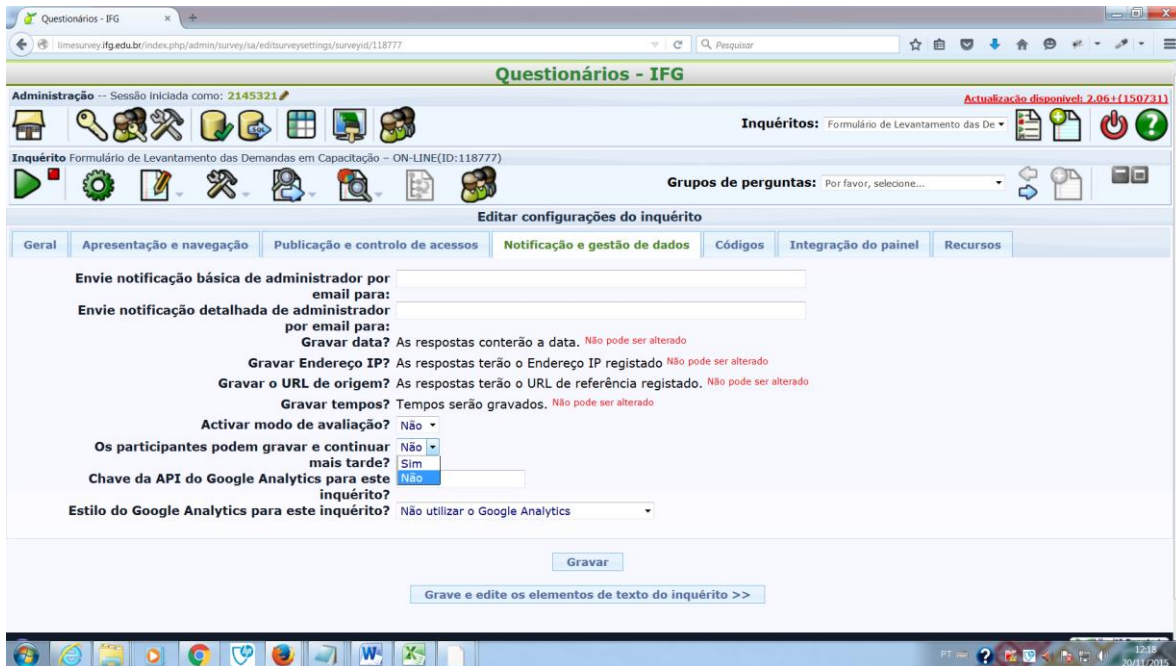 Questionários - IFG
limesurvey.ifg.edu.br/index.php/admin/survey/sa/editsurveysettings/surveyid/118777
Pesquisar
Questionários - IFG
Administração -- Sessão iniciada como: 2145321
Actualização disponível: 2.06+(150731)
SQL
Inquéritos: Formulário de Levantamento das De
Inquérito Formulário de Levantamento das Demandas em Capacitação – ON-LINE(ID:118777)
Grupos de perguntas: Por favor, selecione...
Editar configurações do inquérito
Geral Apresentação e navegação Publicação e controlo de acessos Notificação e gestão de dados Códigos Integração do painel Recursos
Envie notificação básica de administrador por
email para:
Envie notificação detalhada de administrador
por email para:
Gravar data? As respostas conterão a data. Não pode ser alterado
Gravar Endereço IP? As respostas terão o Endereço IP registado Não pode ser alterado
Gravar o URL de origem? As respostas terão o URL de referência registado. Não pode ser alterado
Gravar tempos? Tempos serão gravados. Não pode ser alterado
Activar modo de avaliação? Não
Os participantes podem gravar e continuar Não
mais tarde? Sim
Chave da API do Google Analytics para este Não
inquérito?
Estilo do Google Analytics para este inquérito? Não utilizar o Google Analytics
Gravar
Grave e edite os elementos de texto do inquérito >>
PT
12:18
20/11/2015